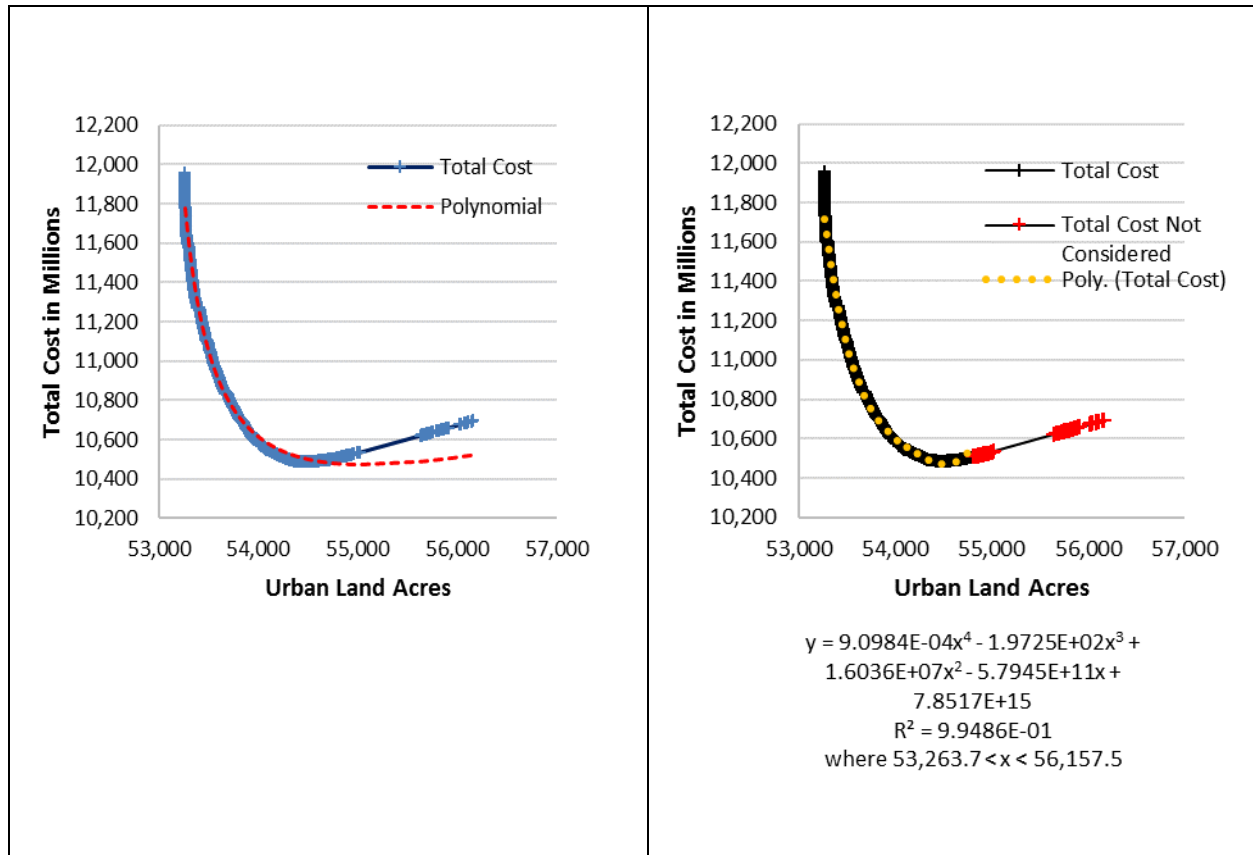 12,200
12,000
11,800
11,600
11,400
11,200
11,000
10,800
10,600
10,400
10,200
Total Cost in Millions
Total Cost
Polynomial
53,000 54,000 55,000 56,000 57,000
Urban Land Acres
12,200
12,000
11,800
11,600
11,400
11,200
11,000
10,800
10,600
10,400
10,200
Total Cost in Millions
Total Cost
Total Cost Not
Considered
Poly. (Total Cost)
53,000 54,000 55,000 56,000 57,000
Urban Land Acres
y = 9.0984E-04x⁴ - 1.9725E+02x³ +
1.6036E+07x² - 5.7945E+11x +
7.8517E+15
R² = 9.9486E-01
where 53,263.7 < x < 56,157.5